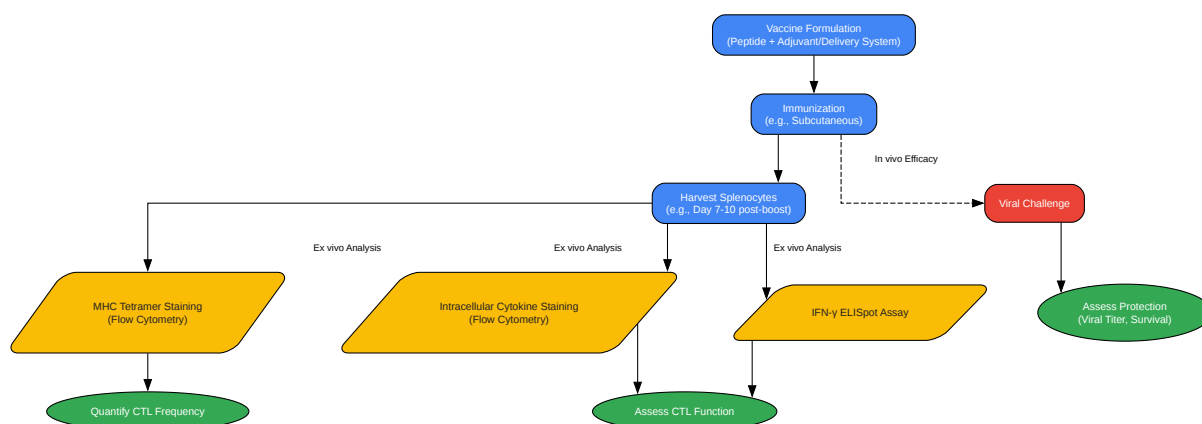 Vaccine Formulation
(Peptide + Adjuvant/Delivery System)
Immunization
(e.g., Subcutaneous)
In vivo Efficacy
Harvest Splenocytes
(e.g., Day 7-10 post-boost)
Viral Challenge
Ex vivo Analysis
Ex vivo Analysis
Ex vivo Analysis
MHC Tetramer Staining
(Flow Cytometry)
Intracellular Cytokine Staining
(Flow Cytometry)
IFN-γ ELISpot Assay
Assess Protection
(Viral Titer, Survival)
Quantify CTL Frequency
Assess CTL Function